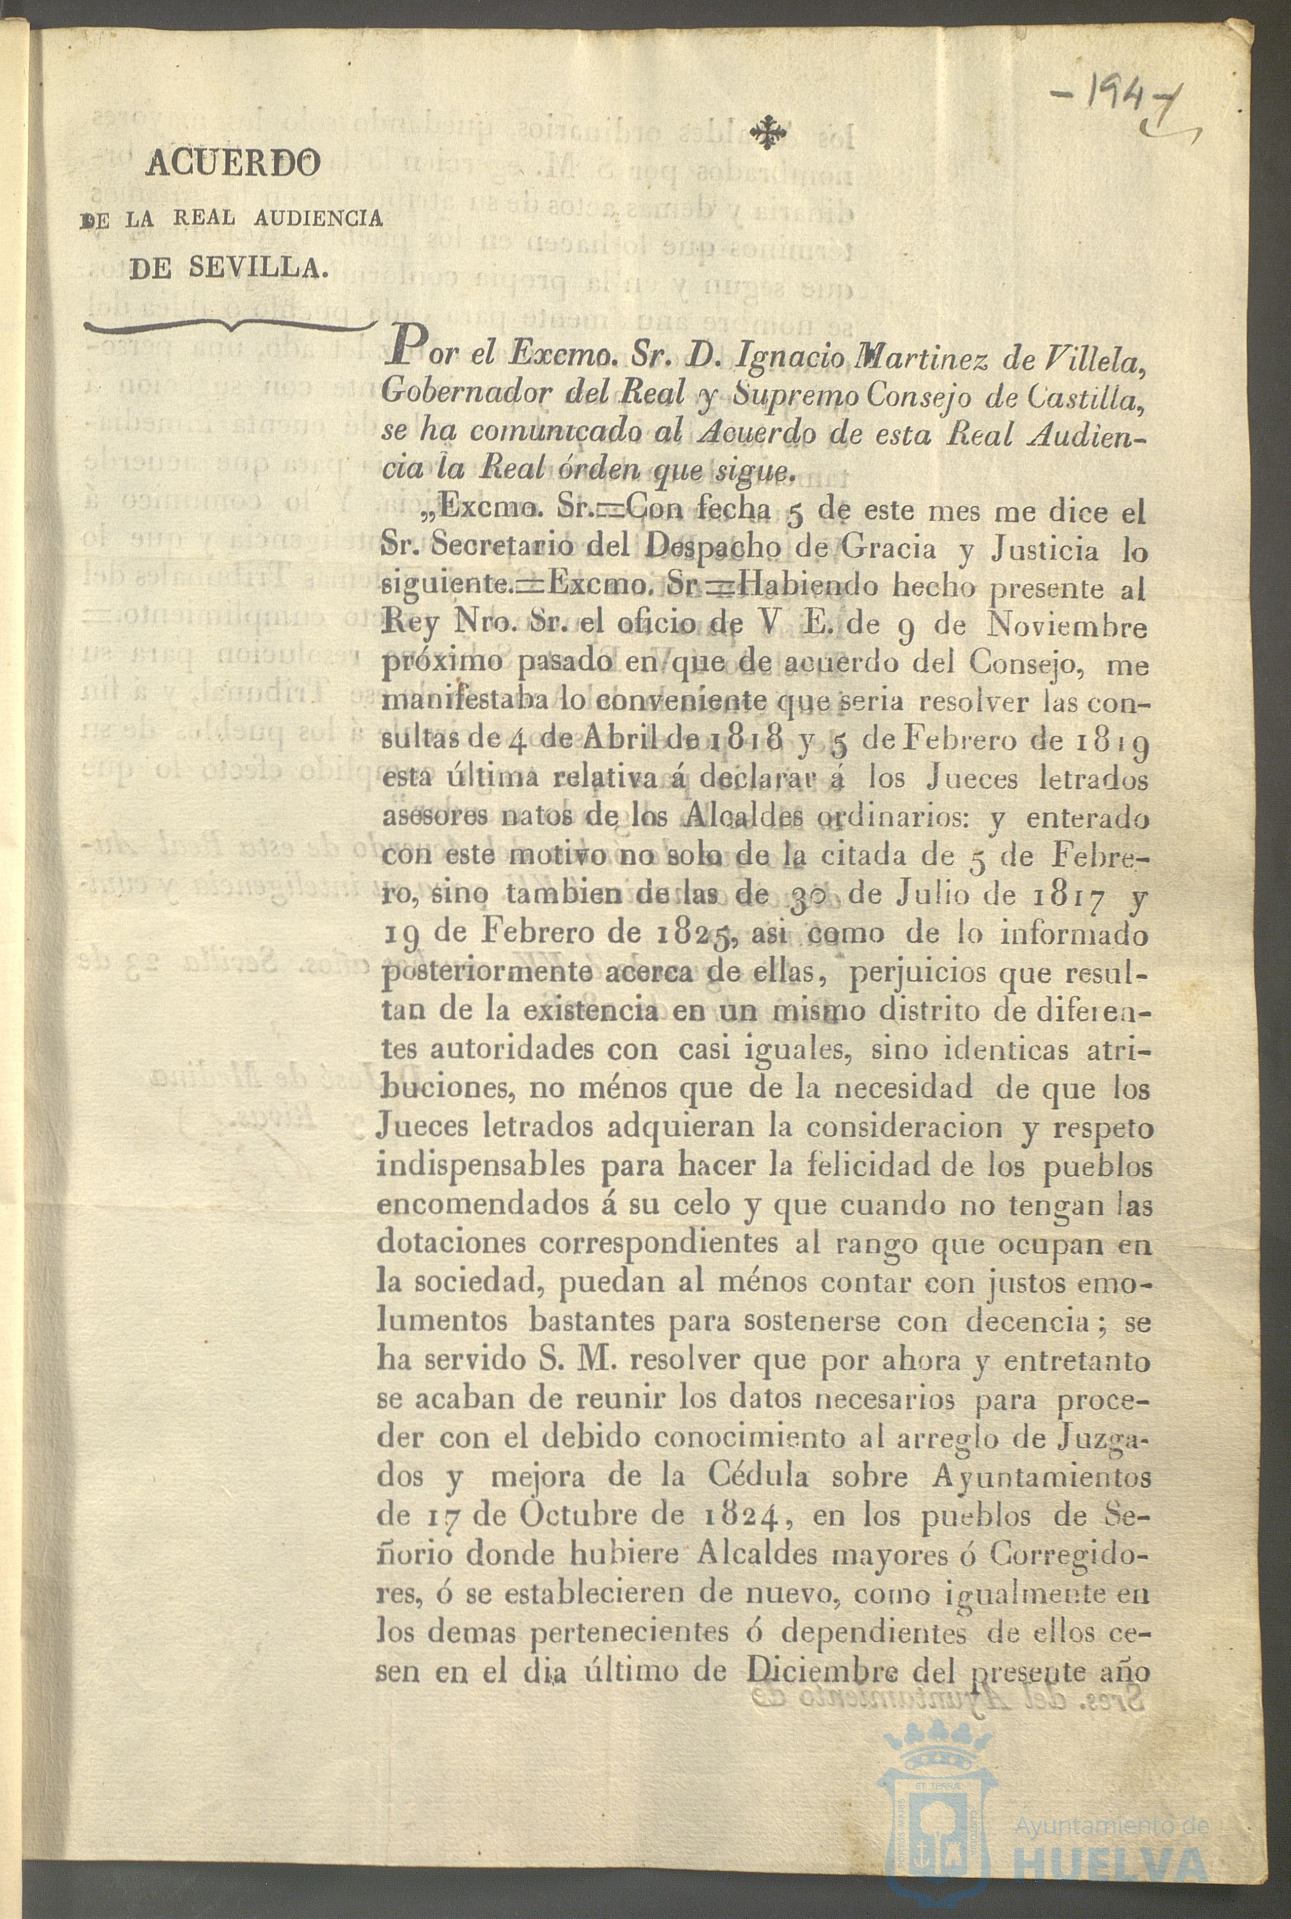 - 194 -
ACUERDO
DE LA REAL AUDIENCIA
DE SEVILLA.
Por el Excmo. Sr. D. Ignacio Martinez de Villela,
Gobernador del Real y Supremo Consejo de Castilla,
se ha comunicado al Acuerdo de esta Real Audien-
cia la Real órden que sigue.
„Excmo. Sr.=Con fecha 5 de este mes me dice el
Sr. Secretario del Despacho de Gracia y Justicia lo
siguiente.=Excmo. Sr=Habiendo hecho presente al
Rey Nro. Sr. el oficio de V E. de 9 de Noviembre
próximo pasado en que de acuerdo del Consejo, me
manifestaba lo conveniente que seria resolver las con-
sultas de 4 de Abril de 1818 y 5 de Febrero de 1819
esta última relativa á declarar á los Jueces letrados
asesores natos de los Alcaldes ordinarios: y enterado
con este motivo no solo de la citada de 5 de Febre-
ro, sino tambien de las de 30 de Julio de 1817 y
19 de Febrero de 1825, asi como de lo informado
posteriormente acerca de ellas, perjuicios que resul-
tan de la existencia en un mismo distrito de diferen-
tes autoridades con casi iguales, sino identicas atri-
buciones, no ménos que de la necesidad de que los
Jueces letrados adquieran la consideracion y respeto
indispensables para hacer la felicidad de los pueblos
encomendados á su celo y que cuando no tengan las
dotaciones correspondientes al rango que ocupan en
la sociedad, puedan al ménos contar con justos emo-
lumentos bastantes para sostenerse con decencia; se
ha servido S. M. resolver que por ahora y entretanto
se acaban de reunir los datos necesarios para proce-
der con el debido conocimiento al arreglo de Juzga-
dos y mejora de la Cédula sobre Ayuntamientos
de 17 de Octubre de 1824, en los pueblos de Se-
ñorio donde hubiere Alcaldes mayores ó Corregido-
res, ó se establecieren de nuevo, como igualmente en
los demas pertenecientes ó dependientes de ellos ce-
sen en el dia último de Diciembre del presente año
Ayuntamiento de
HUELVA